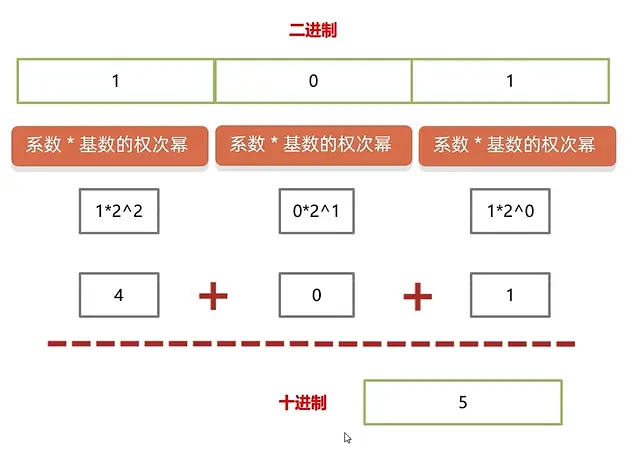 二进制
1 0 1
系数 * 基数的权次幂 系数 * 基数的权次幂 系数 * 基数的权次幂
1*2^2 0*2^1 1*2^0
4 + 0 + 1
十进制 5